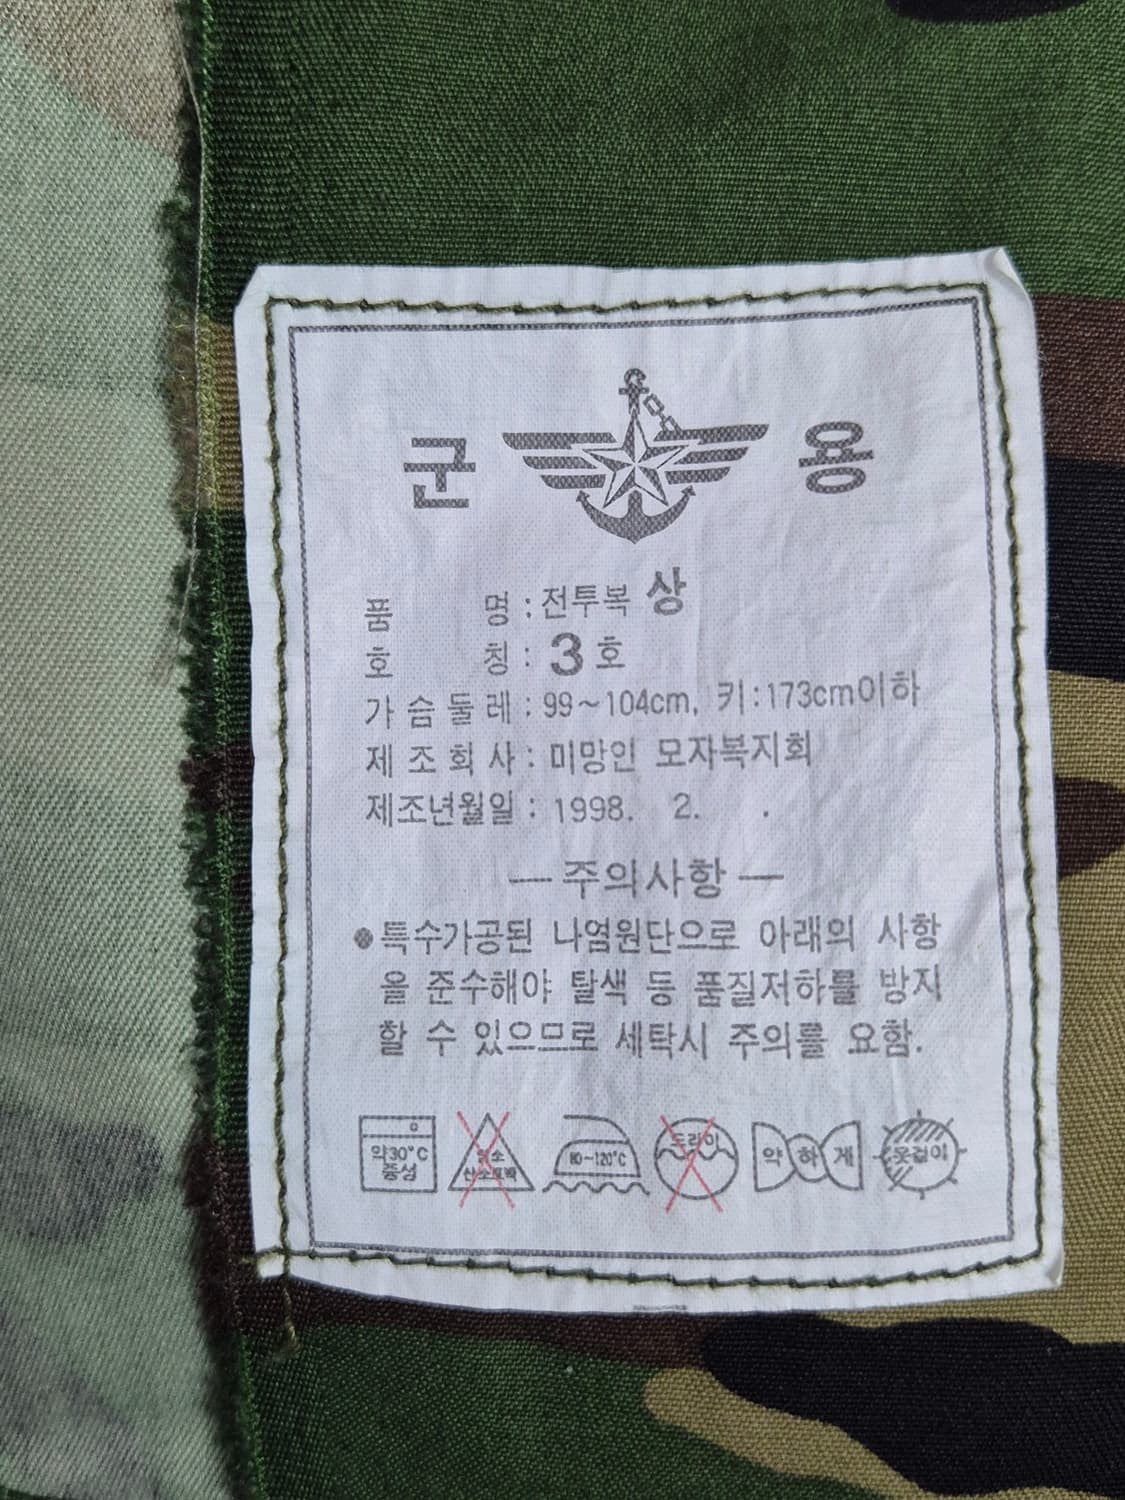 군 용
품 명 : 전투복 상
호 칭 : 3 호
가 슴 둘 레 : 99~104cm, 키:173cm이하
제 조 회 사 : 미망인 모자복지회
제조년월일 : 1998. 2. .
— 주의사항 —
●특수가공된 나염원단으로 아래의 사항
을 준수해야 탈색 등 품질저하를 방지
할 수 있으므로 세탁시 주의를 요함.
약30°C
중성
80~120°C
드라이
약 하 게
옷걸이